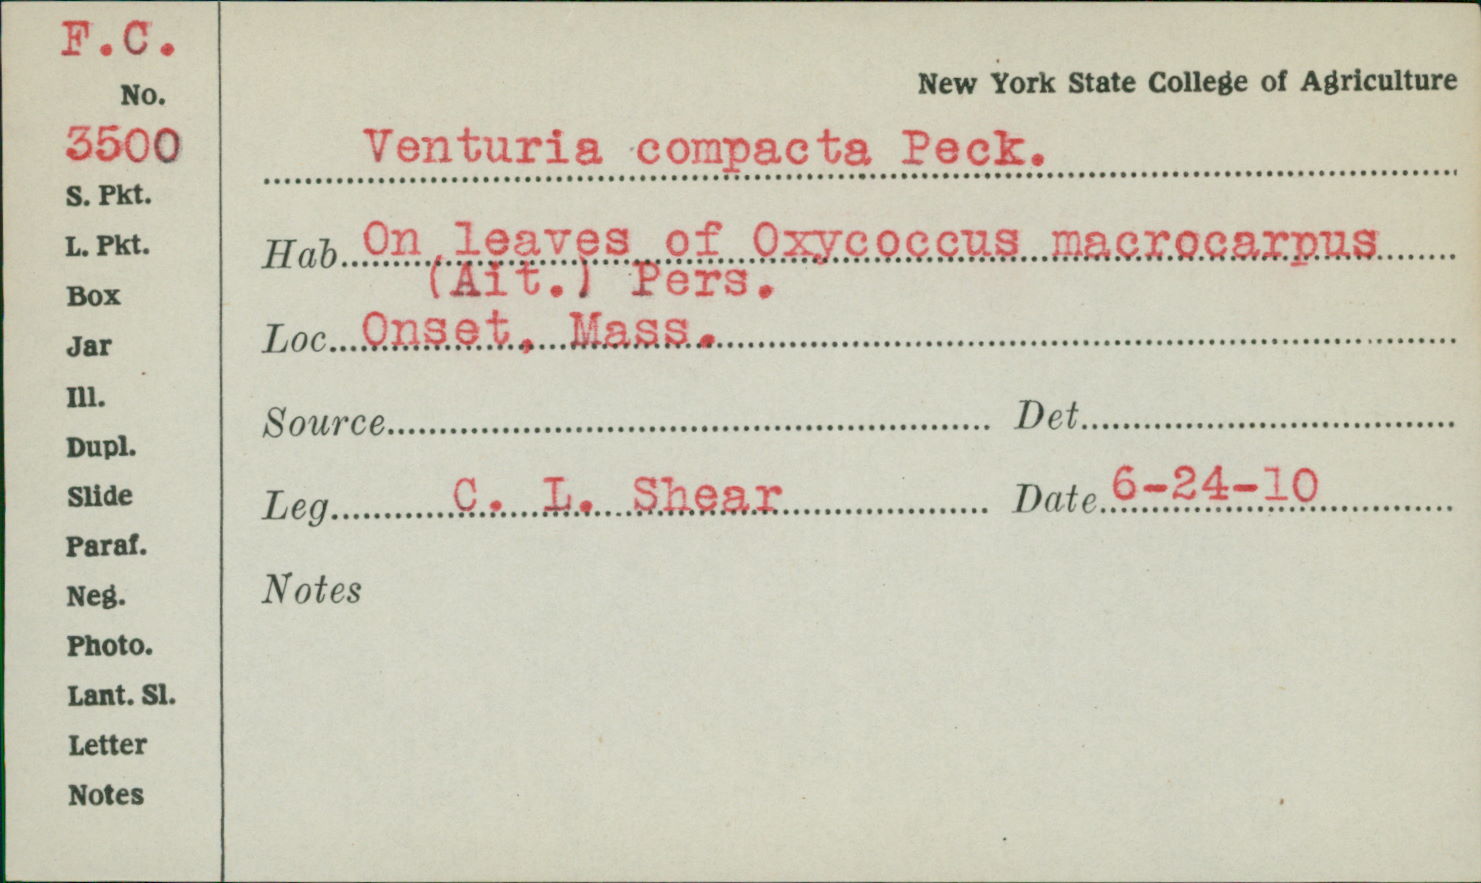 F.C.
No.
3500
S. Pkt.
L. Pkt.
Box
Jar
Ill.
Dupl.
Slide
Paraf.
Neg.
Photo.
Lant. Sl.
Letter
Notes
New York State College of Agriculture
Venturia compacta Peck.
Hab. On leaves of Oxycoccus macrocarpus
(Ait.) Pers.
Loc. Onset, Mass.
Source Det.
Leg. C. L. Shear Date 6-24-10
Notes